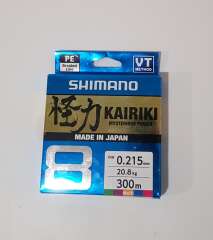 PE
Braided Line
VT
METHOD
SHIMANO
怪力 KAIRIKI
MADE IN JAPAN
8
0.215mm
20.8kg
300m